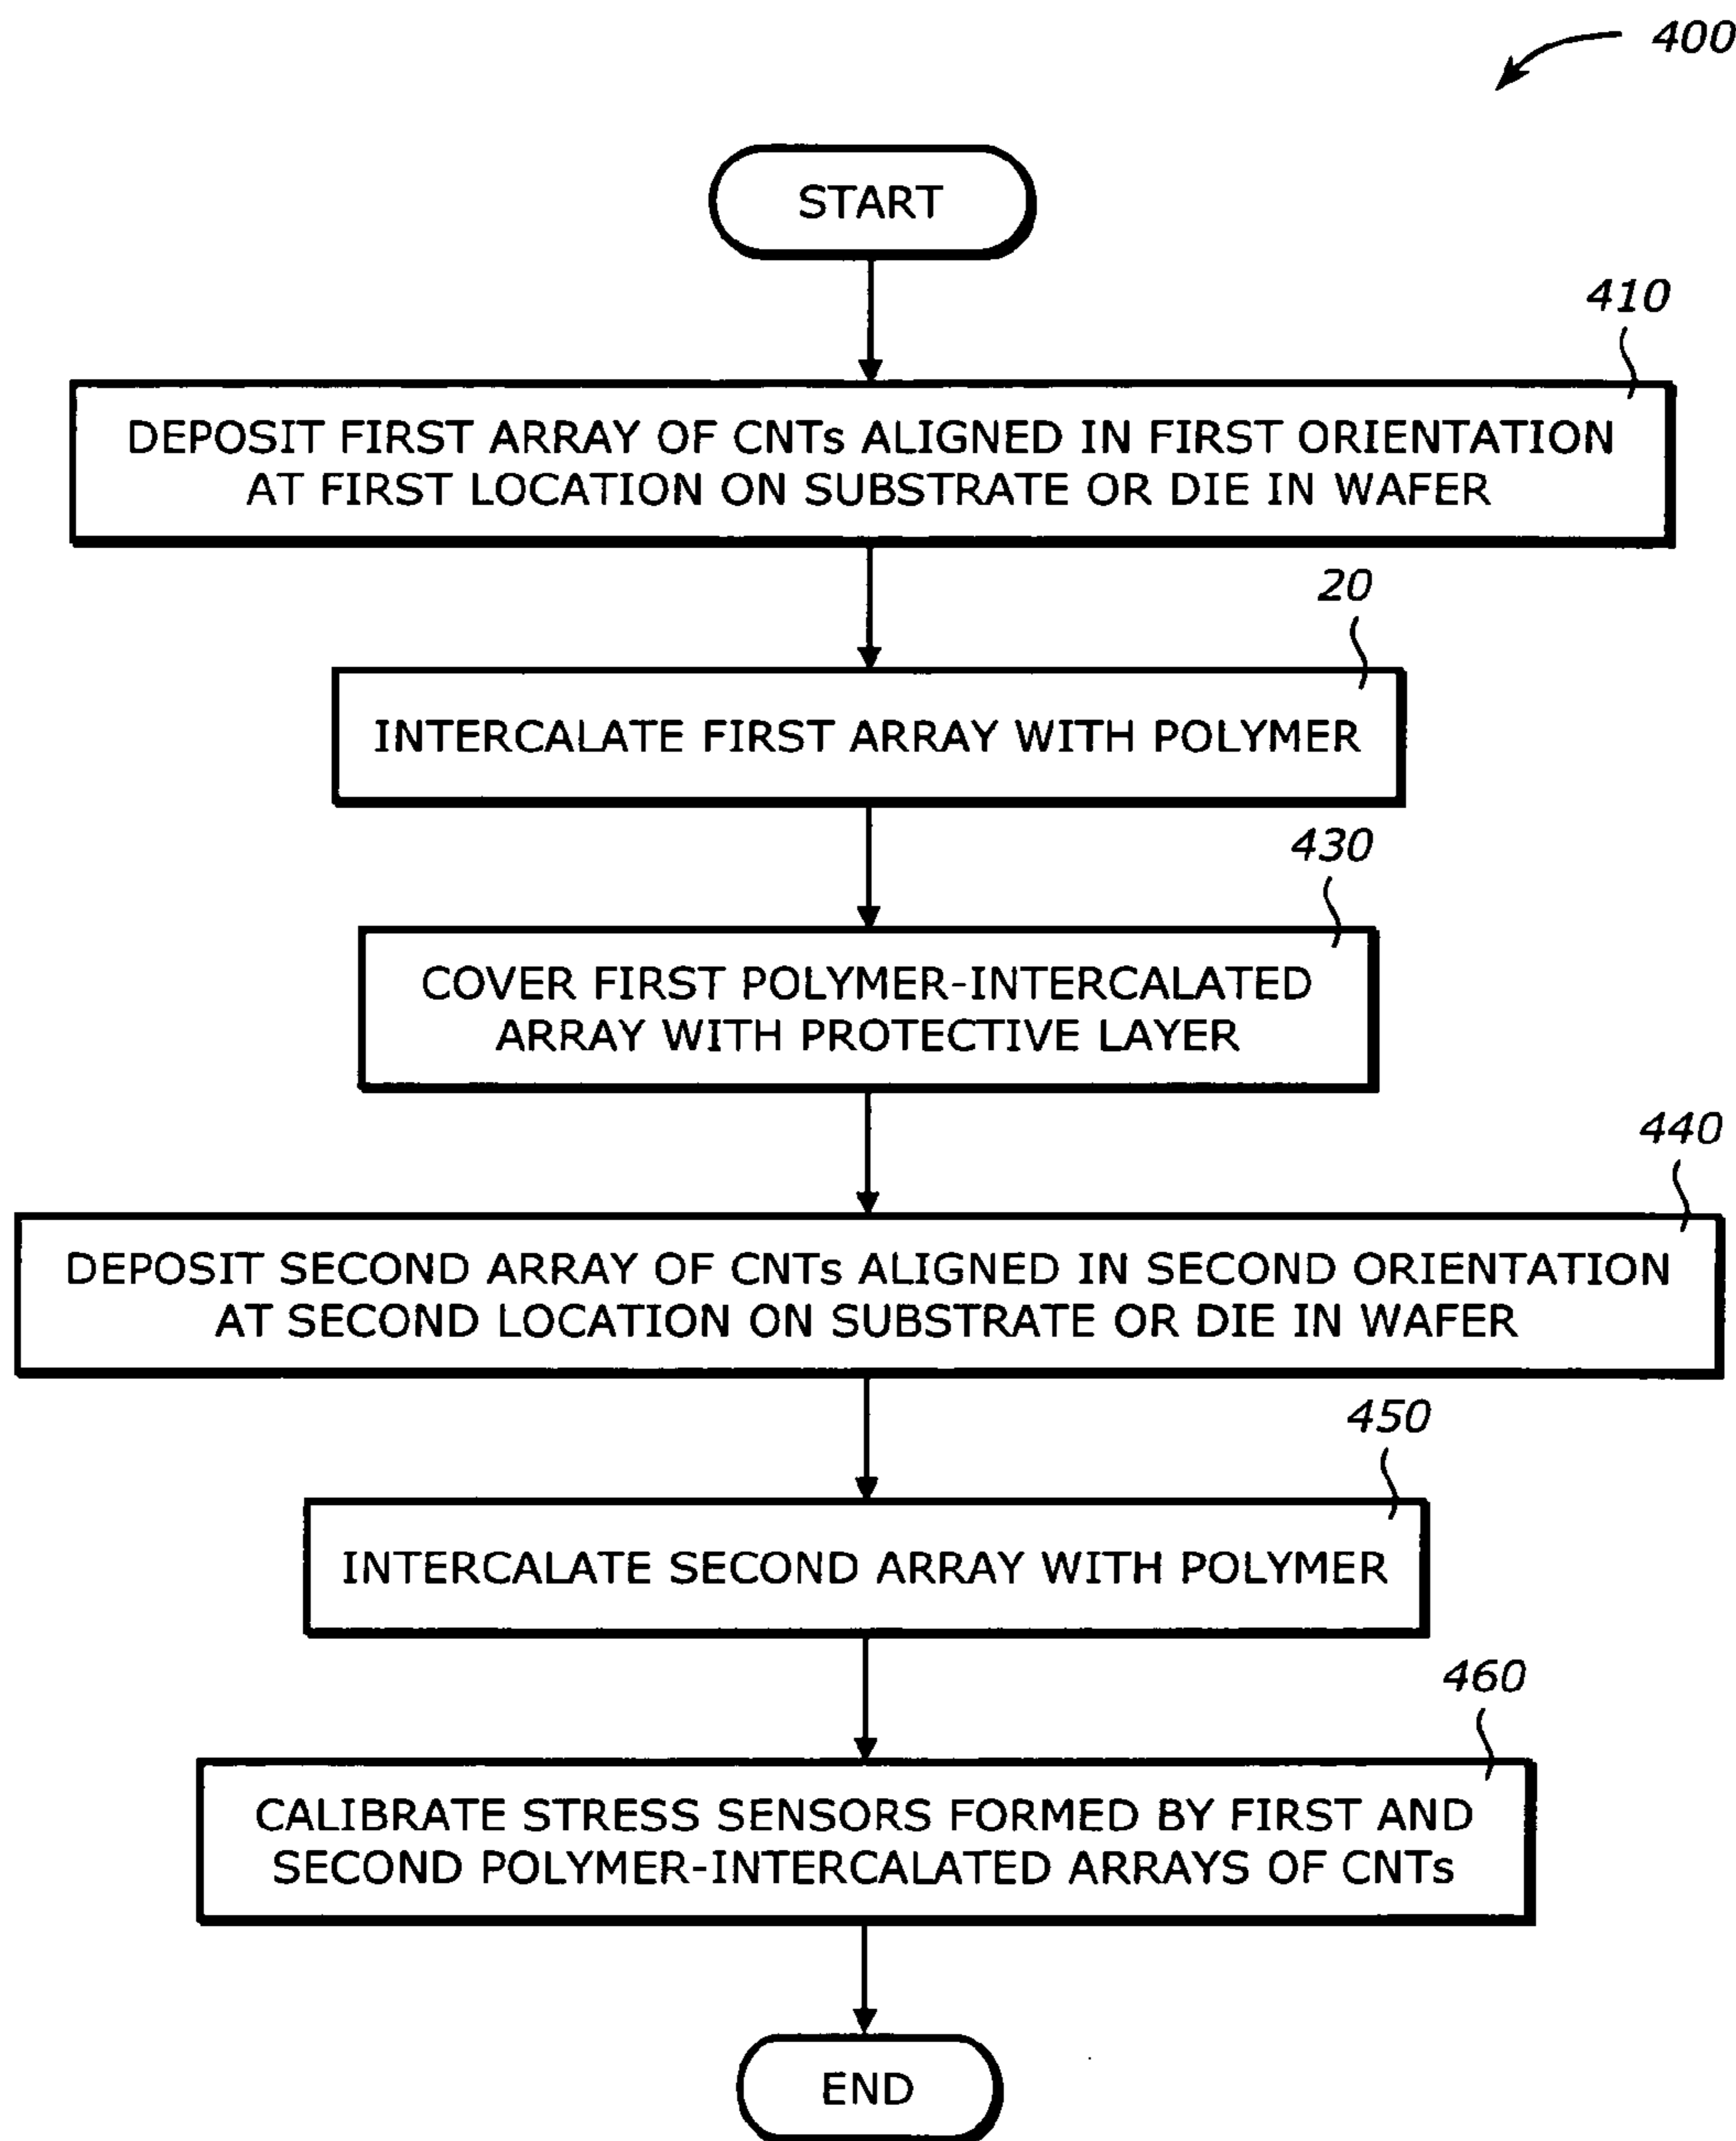 400
START
410
DEPOSIT FIRST ARRAY OF CNTs ALIGNED IN FIRST ORIENTATION
AT FIRST LOCATION ON SUBSTRATE OR DIE IN WAFER
20
INTERCALATE FIRST ARRAY WITH POLYMER
430
COVER FIRST POLYMER-INTERCALATED
ARRAY WITH PROTECTIVE LAYER
440
DEPOSIT SECOND ARRAY OF CNTs ALIGNED IN SECOND ORIENTATION
AT SECOND LOCATION ON SUBSTRATE OR DIE IN WAFER
450
INTERCALATE SECOND ARRAY WITH POLYMER
460
CALIBRATE STRESS SENSORS FORMED BY FIRST AND
SECOND POLYMER-INTERCALATED ARRAYS OF CNTs
END